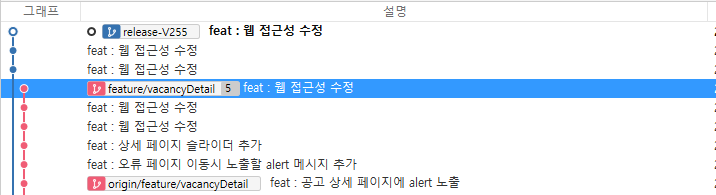 그래프 설명
release-V255 feat : 웹 접근성 수정
feat : 웹 접근성 수정
feat : 웹 접근성 수정
feature/vacancyDetail 5 feat : 웹 접근성 수정
feat : 웹 접근성 수정
feat : 웹 접근성 수정
feat : 상세 페이지 슬라이더 추가
feat : 오류 페이지 이동시 노출할 alert 메시지 추가
origin/feature/vacancyDetail feat : 공고 상세 페이지에 alert 노출